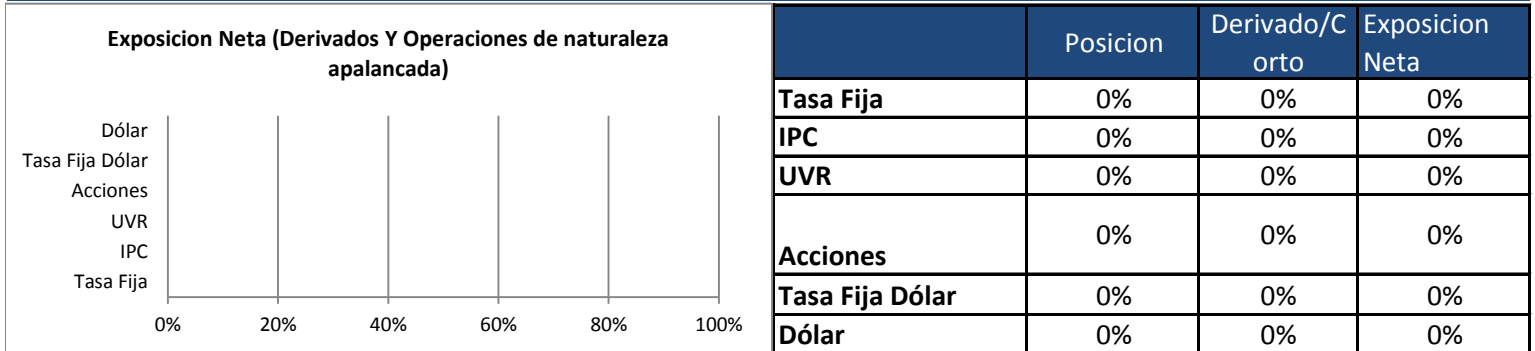 Exposicion Neta (Derivados Y Operaciones de naturaleza
apalancada)
Dólar
Tasa Fija Dólar
Acciones
UVR
IPC
Tasa Fija
0% 20% 40% 60% 80% 100%
Posicion Derivado/C Exposicion
orto Neta
Tasa Fija 0% 0% 0%
IPC 0% 0% 0%
UVR 0% 0% 0%
Acciones 0% 0% 0%
Tasa Fija Dólar 0% 0% 0%
Dólar 0% 0% 0%